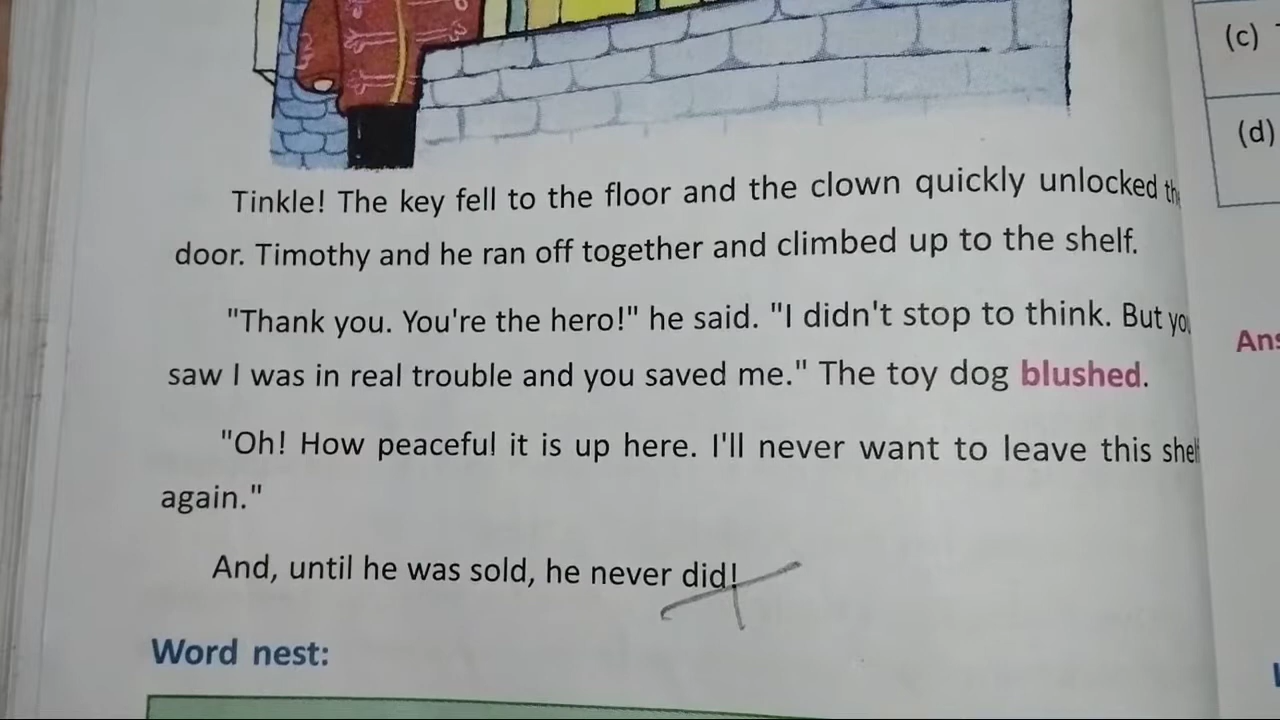 (c)
(d)
Tinkle! The key fell to the floor and the clown quickly unlocked
door. Timothy and he ran off together and climbed up to the shelf.
"Thank you. You're the hero!" he said. "I didn't stop to think. But
saw I was in real trouble and you saved me." The toy dog blushed.
"Oh! How peaceful it is up here. I'll never want to leave this
again."
And, until he was sold, he never did!
Word nest: